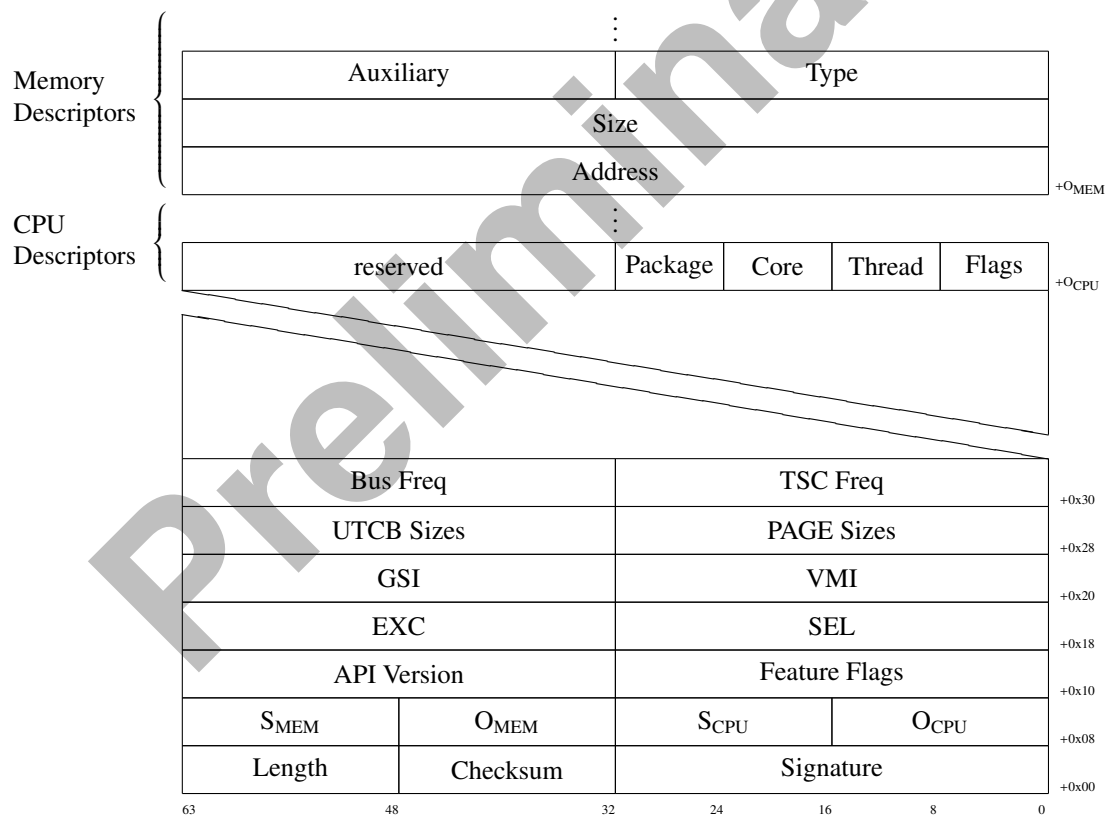 ⋮
Auxiliary Type
Memory
Descriptors
Size
Address
+O_MEM
CPU
Descriptors
⋮
reserved Package Core Thread Flags
+O_CPU
Bus Freq TSC Freq
+0x30
UTCB Sizes PAGE Sizes
+0x28
GSI VMI
+0x20
EXC SEL
+0x18
API Version Feature Flags
+0x10
S_MEM O_MEM S_CPU O_CPU
+0x08
Length Checksum Signature
+0x00
63 48 32 24 16 8 0
Prelimina